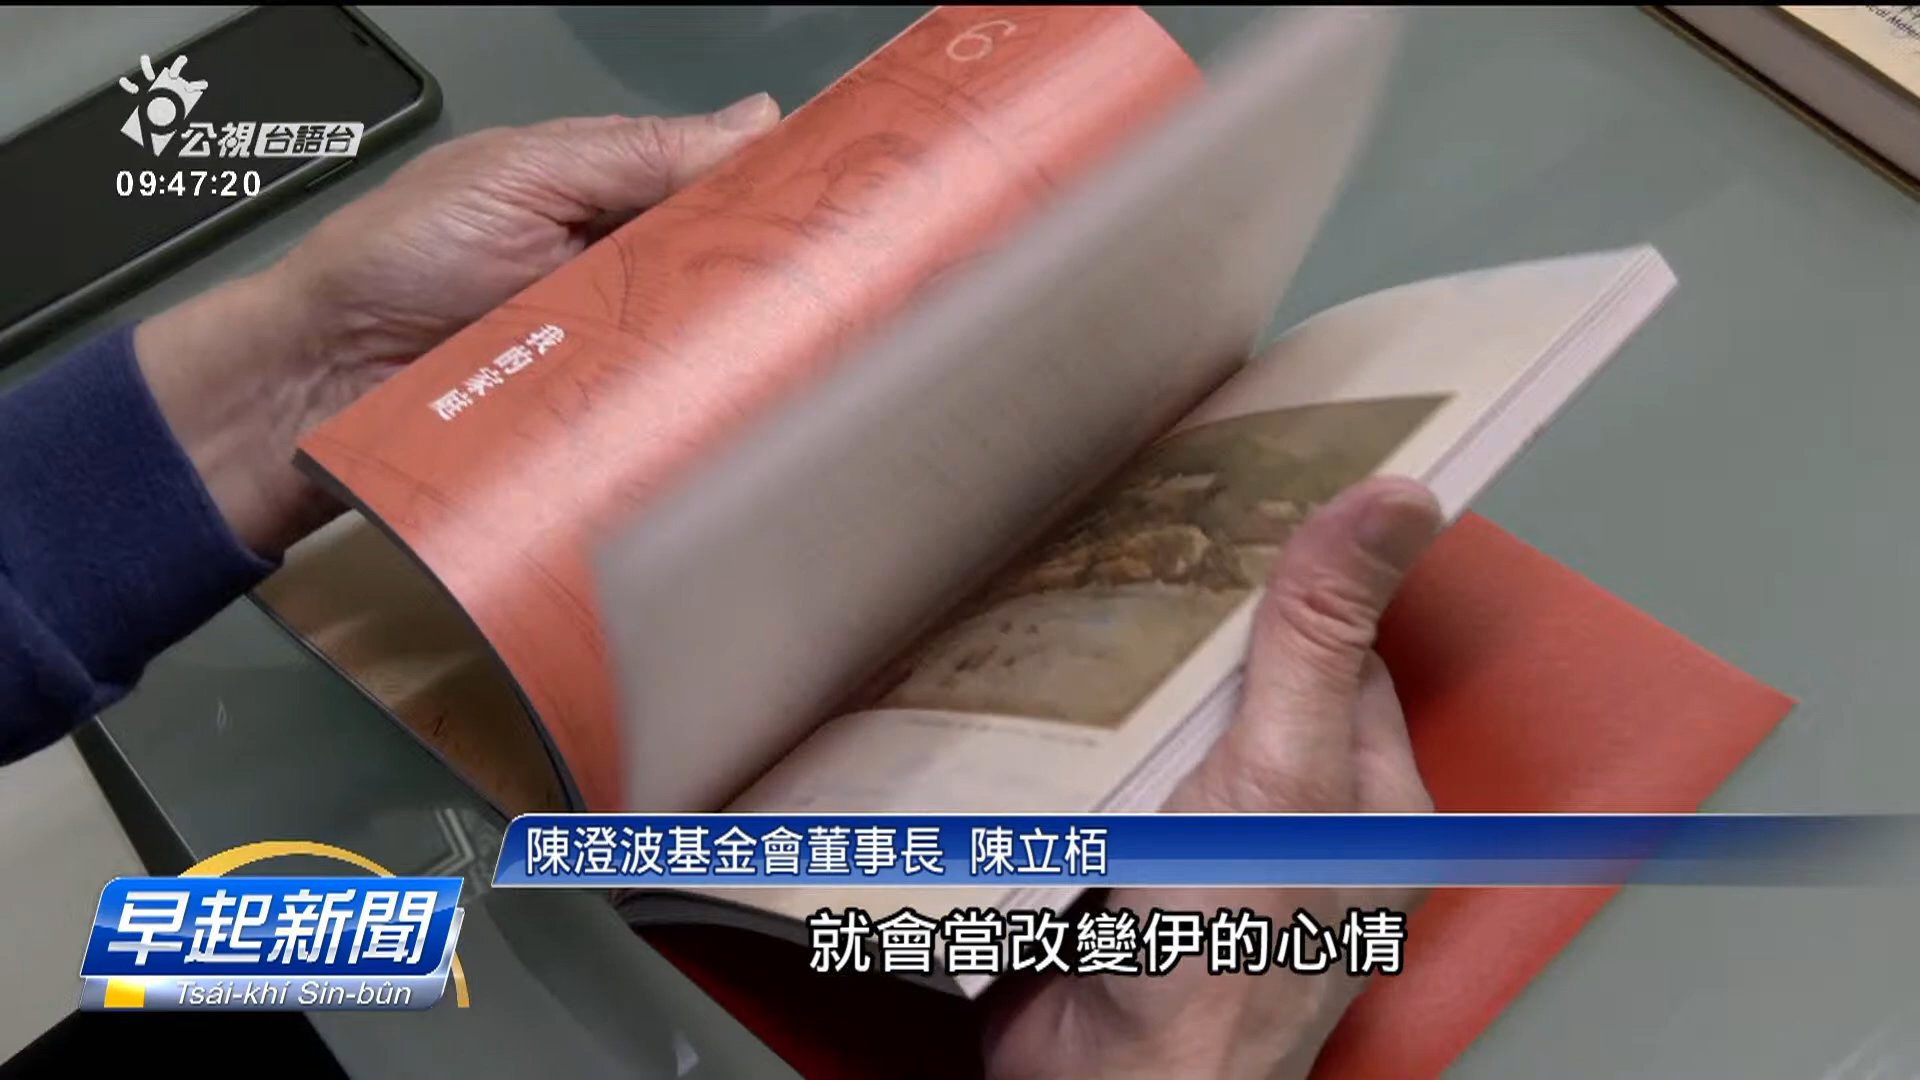 公視台語台
09:47:20
6
我的家庭
陳澄波基金會董事長 陳立栢
早起新聞
Tsái-khí Sin-bûn
就會當改變伊的心情